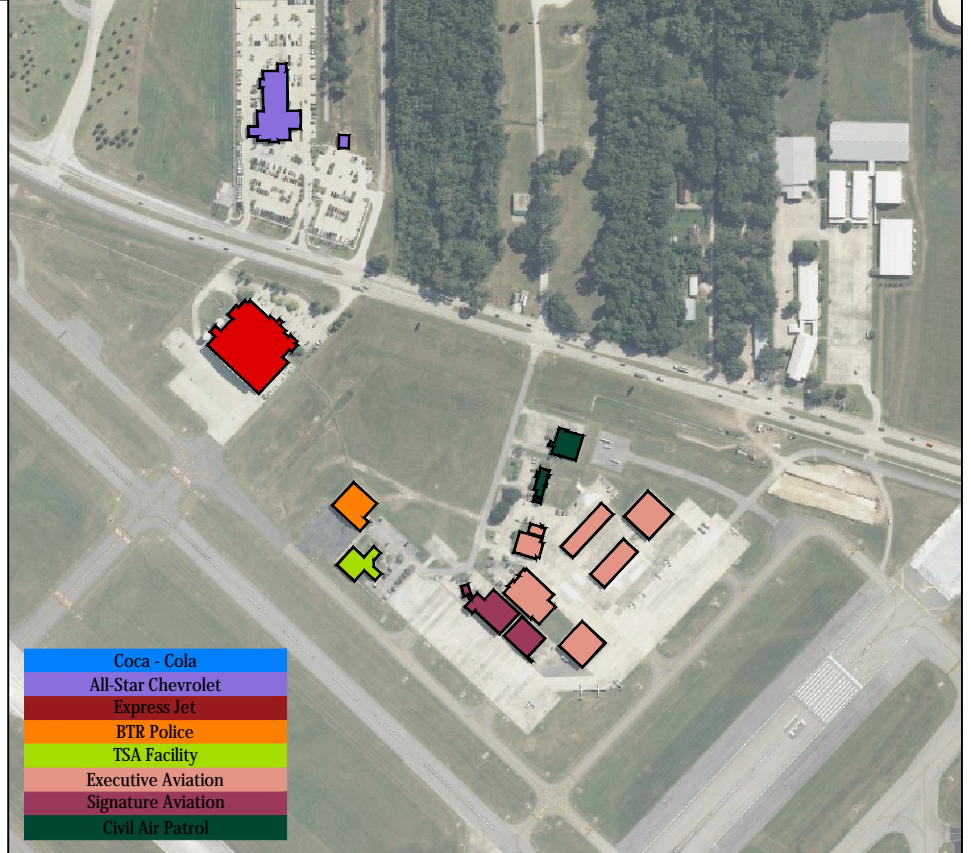 Coca - Cola
All-Star Chevrolet
Express Jet
BTR Police
TSA Facility
Executive Aviation
Signature Aviation
Civil Air Patrol